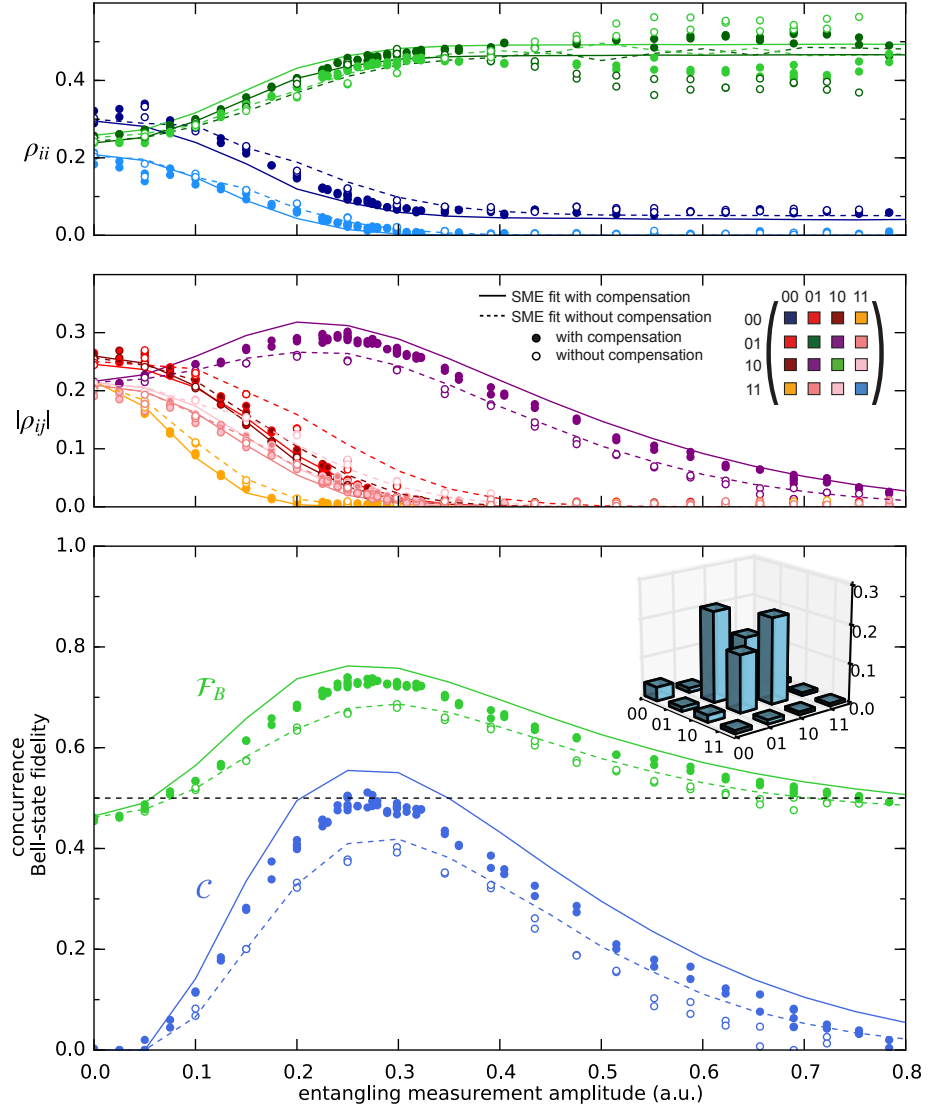 0.4
0.2
0.0
ρii
0.3
0.2
0.1
0.0
|ρij|
SME fit with compensation
SME fit without compensation
with compensation
without compensation
00 01 10 11
00
01
10
11
1.0
0.8
0.6
0.4
0.2
0.0
concurrence
Bell-state fidelity
ℱB
𝒞
0.3
0.2
0.1
0.0
00
01
10
11
00
01
10
11
0.0 0.1 0.2 0.3 0.4 0.5 0.6 0.7 0.8
entangling measurement amplitude (a.u.)